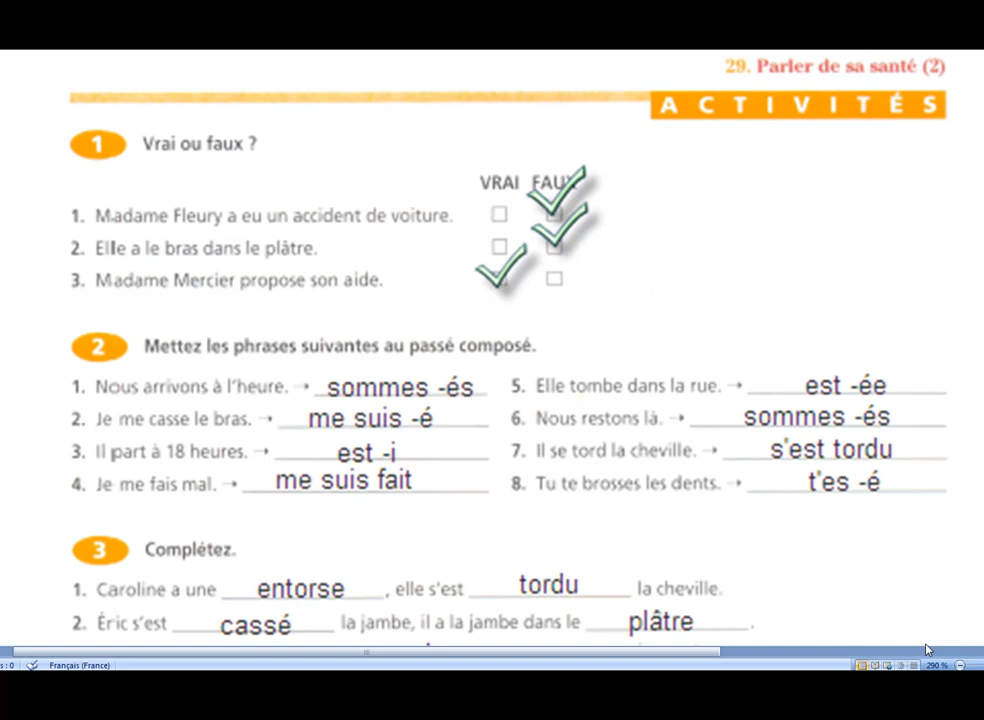 29. Parler de sa santé (2)
ACTIVITÉS
1 Vrai ou faux ?
VRAI FAUX
1. Madame Fleury a eu un accident de voiture.
2. Elle a le bras dans le plâtre.
3. Madame Mercier propose son aide.
2 Mettez les phrases suivantes au passé composé.
1. Nous arrivons à l'heure. → sommes -és
2. Je me casse le bras. → me suis -é
3. Il part à 18 heures. → est -i
4. Je me fais mal. → me suis fait
5. Elle tombe dans la rue. → est -ée
6. Nous restons là. → sommes -és
7. Il se tord la cheville. → s'est tordu
8. Tu te brosses les dents. → t'es -é
3 Complétez.
1. Caroline a une entorse, elle s'est tordu la cheville.
2. Éric s'est cassé la jambe, il a la jambe dans le plâtre.
s : 0 Français (France) 290 %